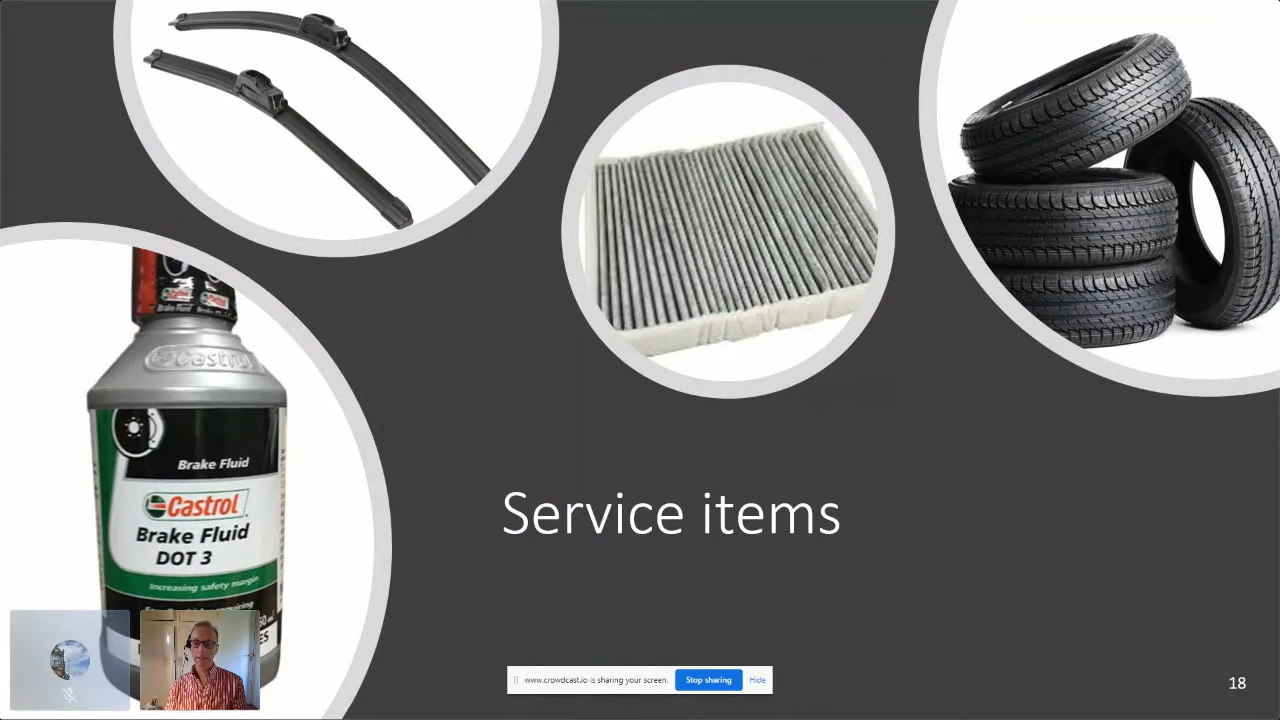 Castrol
Brake Fluid
Castrol
Brake Fluid
DOT 3
Increasing safety margin
Service items
www.crowdcast.io is sharing your screen.
Stop sharing
Hide
18